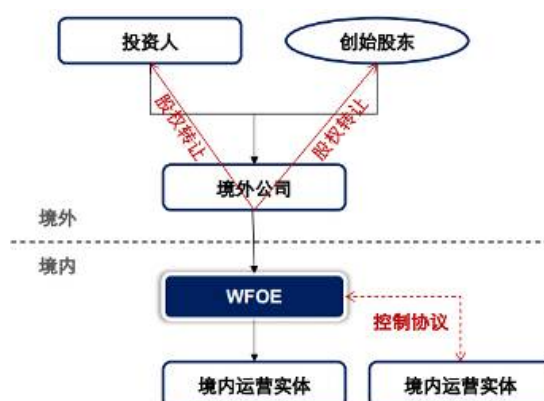 投资人
创始股东
股权转让
股权转让
境外公司
境外
境内
WFOE
控制协议
境内运营实体
境内运营实体